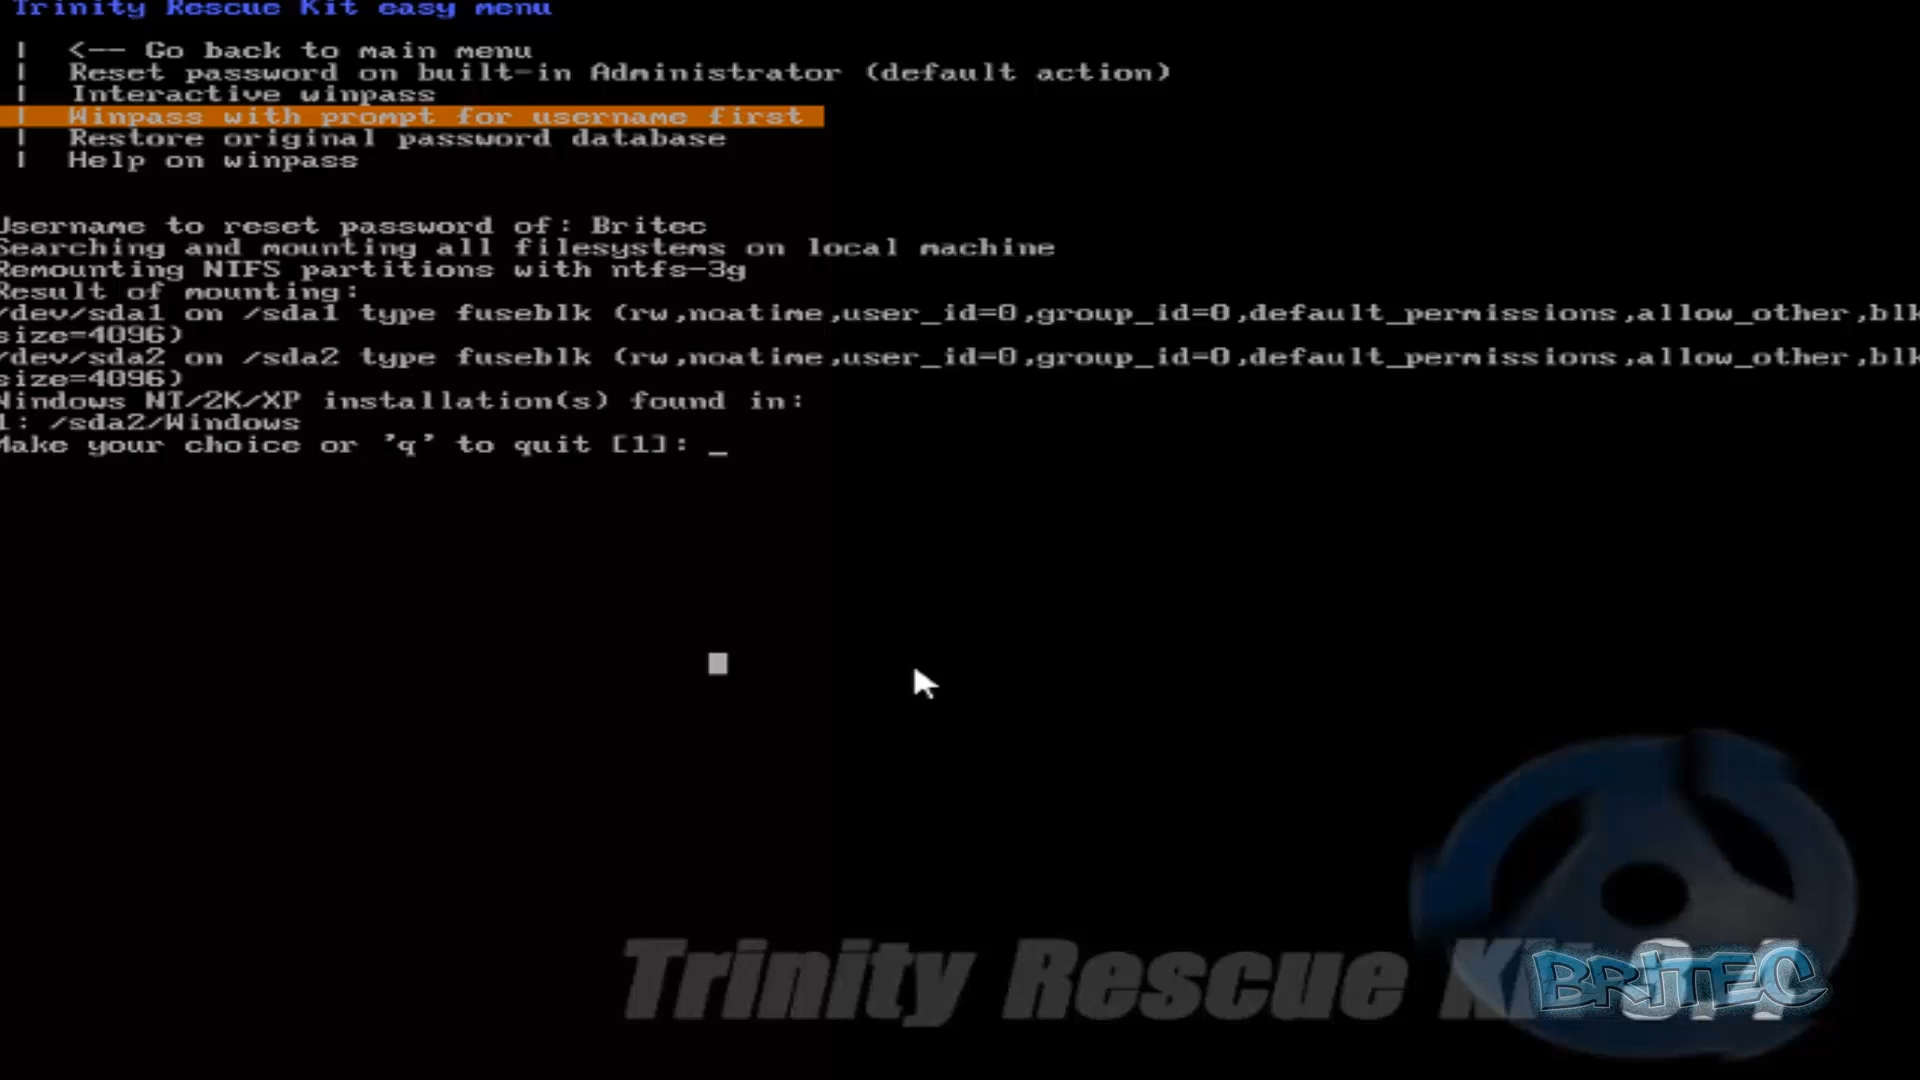 Trinity Rescue Kit easy menu
| <-- Go back to main menu
| Reset password on built-in Administrator (default action)
| Interactive winpass
| Winpass with prompt for username first
| Restore original password database
| Help on winpass
Username to reset password of: Britec
Searching and mounting all filesystems on local machine
Remounting NTFS partitions with ntfs-3g
Result of mounting:
/dev/sda1 on /sda1 type fuseblk (rw,noatime,user_id=0,group_id=0,default_permissions,allow_other,blk
size=4096)
/dev/sda2 on /sda2 type fuseblk (rw,noatime,user_id=0,group_id=0,default_permissions,allow_other,blk
size=4096)
Windows NT/2K/XP installation(s) found in:
1: /sda2/Windows
Make your choice or 'q' to quit [1]: _
Trinity Rescue Kit
BRITEC